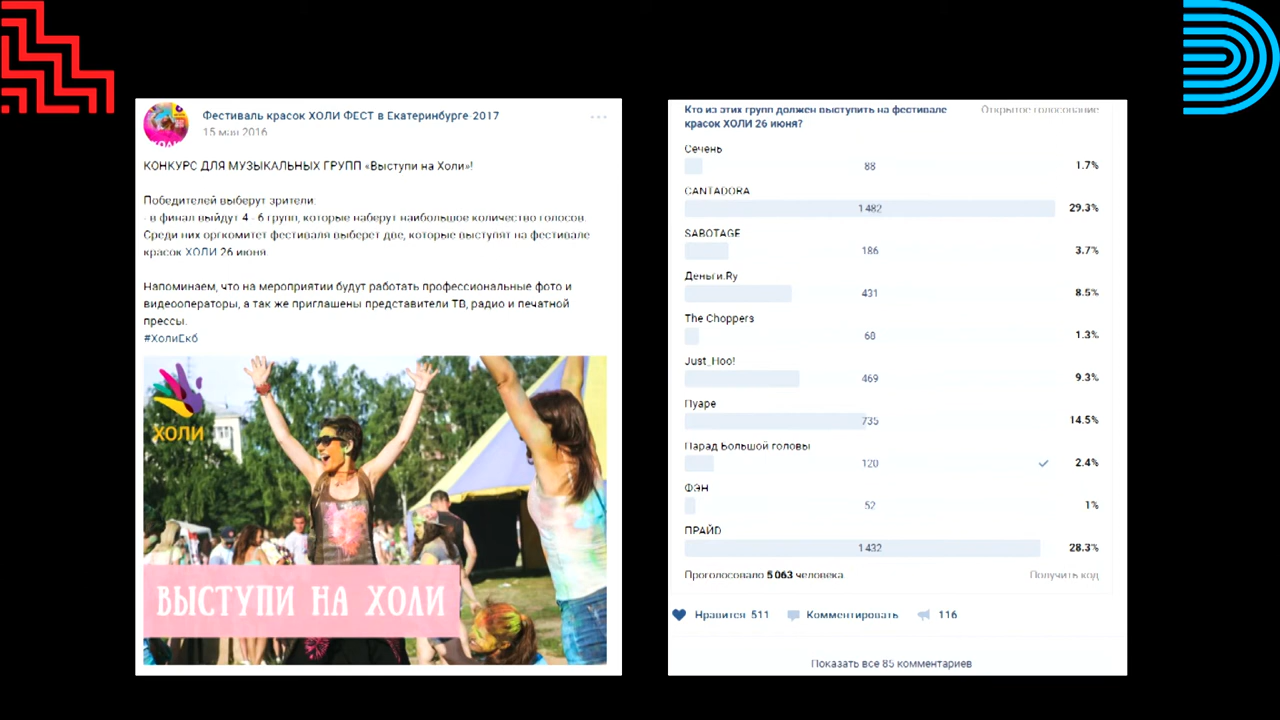 Фестиваль красок ХОЛИ ФЕСТ в Екатеринбурге 2017
15 мая 2016
КОНКУРС ДЛЯ МУЗЫКАЛЬНЫХ ГРУПП «Выступи на Холи»!
Победителей выберут зрители:
- в финал выйдут 4 - 6 групп, которые наберут наибольшее количество голосов.
Среди них оргкомитет фестиваля выберет две, которые выступят на фестивале
красок ХОЛИ 26 июня.
Напоминаем, что на мероприятии будут работать профессиональные фото и
видеооператоры, а так же приглашены представители ТВ, радио и печатной
прессы.
#ХолиЕкб
ХОЛИ
ВЫСТУПИ НА ХОЛИ
Кто из этих групп должен выступить на фестивале
красок ХОЛИ 26 июня?
Открытое голосование
Сечень
88 1.7%
CANTADORA
1 482 29.3%
SABOTAGE
186 3.7%
Деньги.Ry
431 8.5%
The Choppers
68 1.3%
Just_Hoo!
469 9.3%
Пуаре
735 14.5%
Парад Большой головы
120 2.4%
ФЭН
52 1%
ПРАЙD
1 432 28.3%
Проголосовало 5 063 человека
Получить код
Нравится 511 Комментировать 116
Показать все 85 комментариев